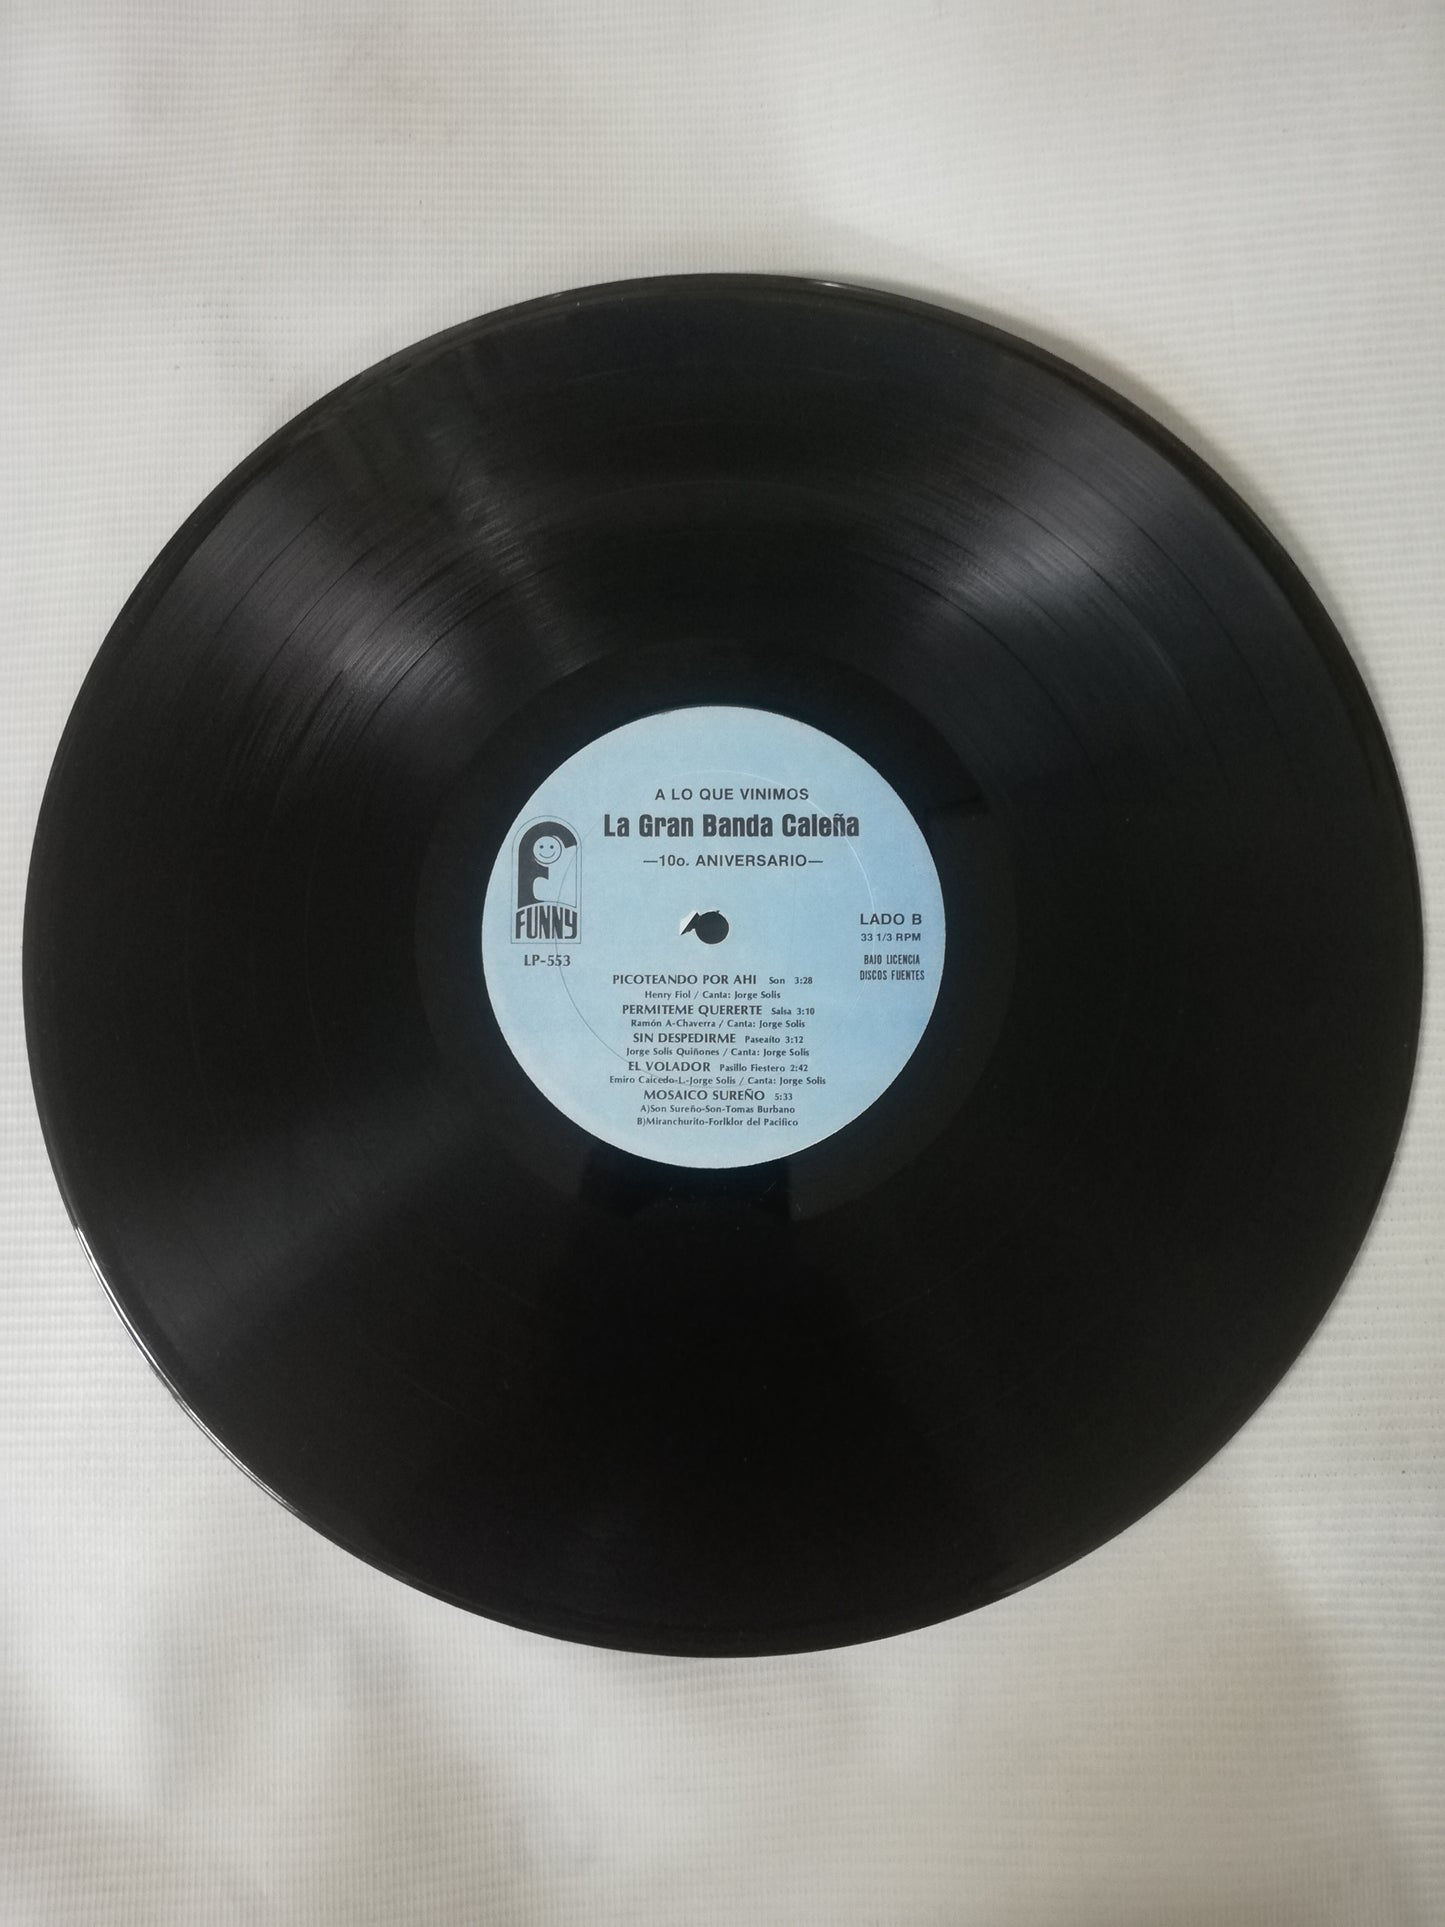 A LO QUE VINIMOS
La Gran Banda Caleña
—10o. ANIVERSARIO—
FUNNY
LP-553
LADO B
33 1/3 RPM
BAJO LICENCIA
DISCOS FUENTES
PICOTEANDO POR AHI Son 3:28
Henry Fiol / Canta: Jorge Solis
PERMITEME QUERERTE Salsa 3:10
Ramón A-Chaverra / Canta: Jorge Solis
SIN DESPEDIRME Paseaito 3:12
Jorge Solis Quiñones / Canta: Jorge Solis
EL VOLADOR Pasillo Fiestero 2:42
Emiro Caicedo-L.-Jorge Solis / Canta: Jorge Solis
MOSAICO SUREÑO 5:33
A)Son Sureño-Son-Tomas Burbano
B)Miranchurito-Forlklor del Pacifico